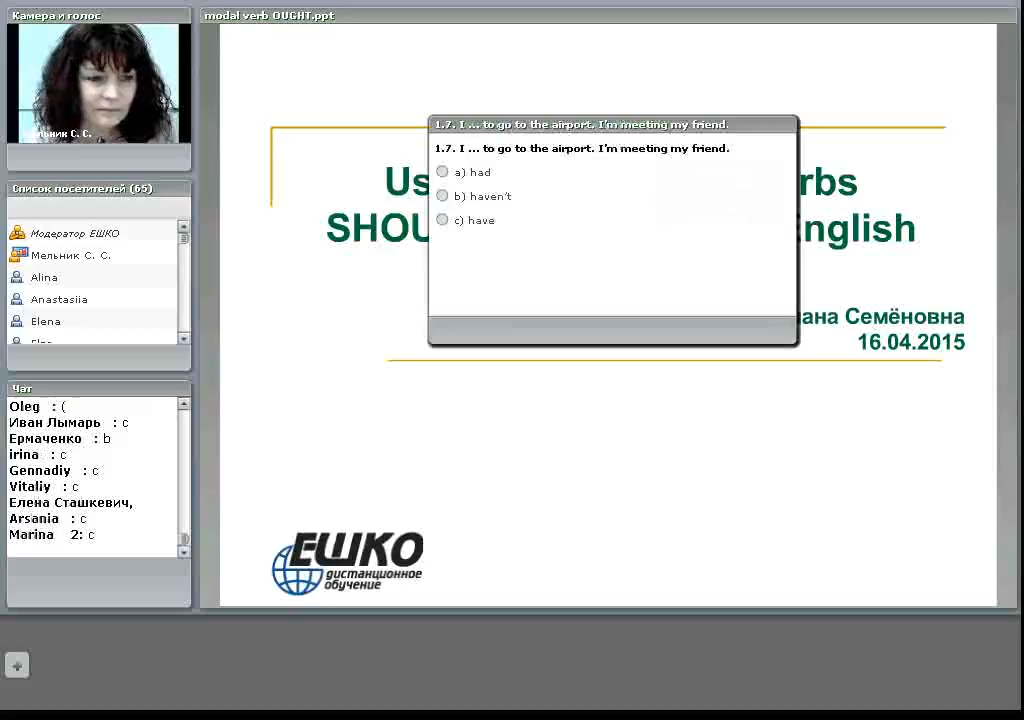 Камера и голос
льник С. С.
Список посетителей (65)
Модератор ЕШКО
Мельник С. С.
Alina
Anastasiia
Elena
Чат
Oleg : (
Иван Лымарь : c
Ермаченко : b
irina : c
Gennadiy : c
Vitaliy : c
Елена Сташкевич,
Arsania : c
Marina 2: c
modal verb OUGHT.ppt
1.7. I ... to go to the airport. I'm meeting my friend.
1.7. I ... to go to the airport. I'm meeting my friend.
a) had
b) haven't
c) have
Us rbs
SHOU nglish
ана Семёновна
16.04.2015
ЕШКО
дистанционное
обучение